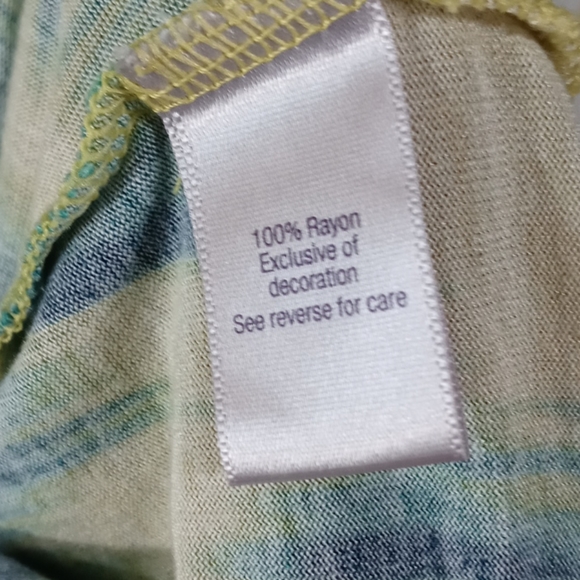 100% Rayon
Exclusive of
decoration
See reverse for care